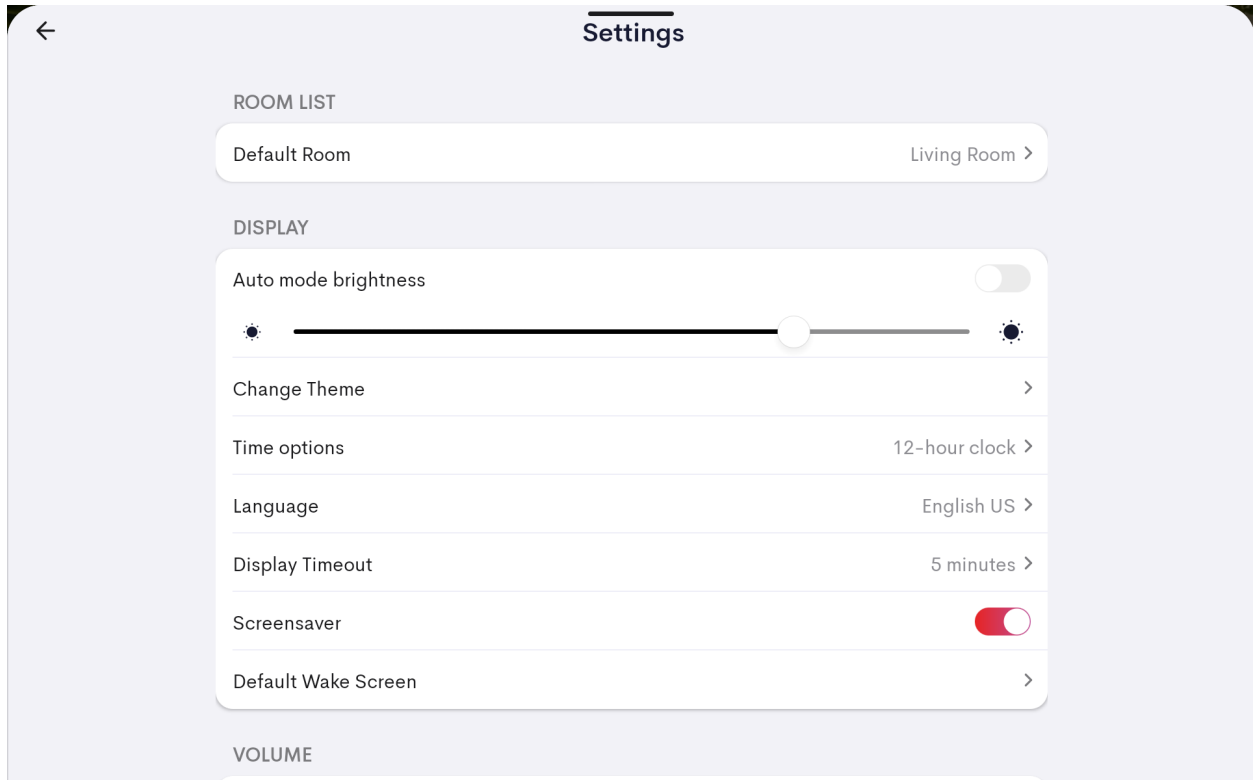 Settings
ROOM LIST
Default Room Living Room
DISPLAY
Auto mode brightness
Change Theme
Time options 12-hour clock
Language English US
Display Timeout 5 minutes
Screensaver
Default Wake Screen
VOLUME